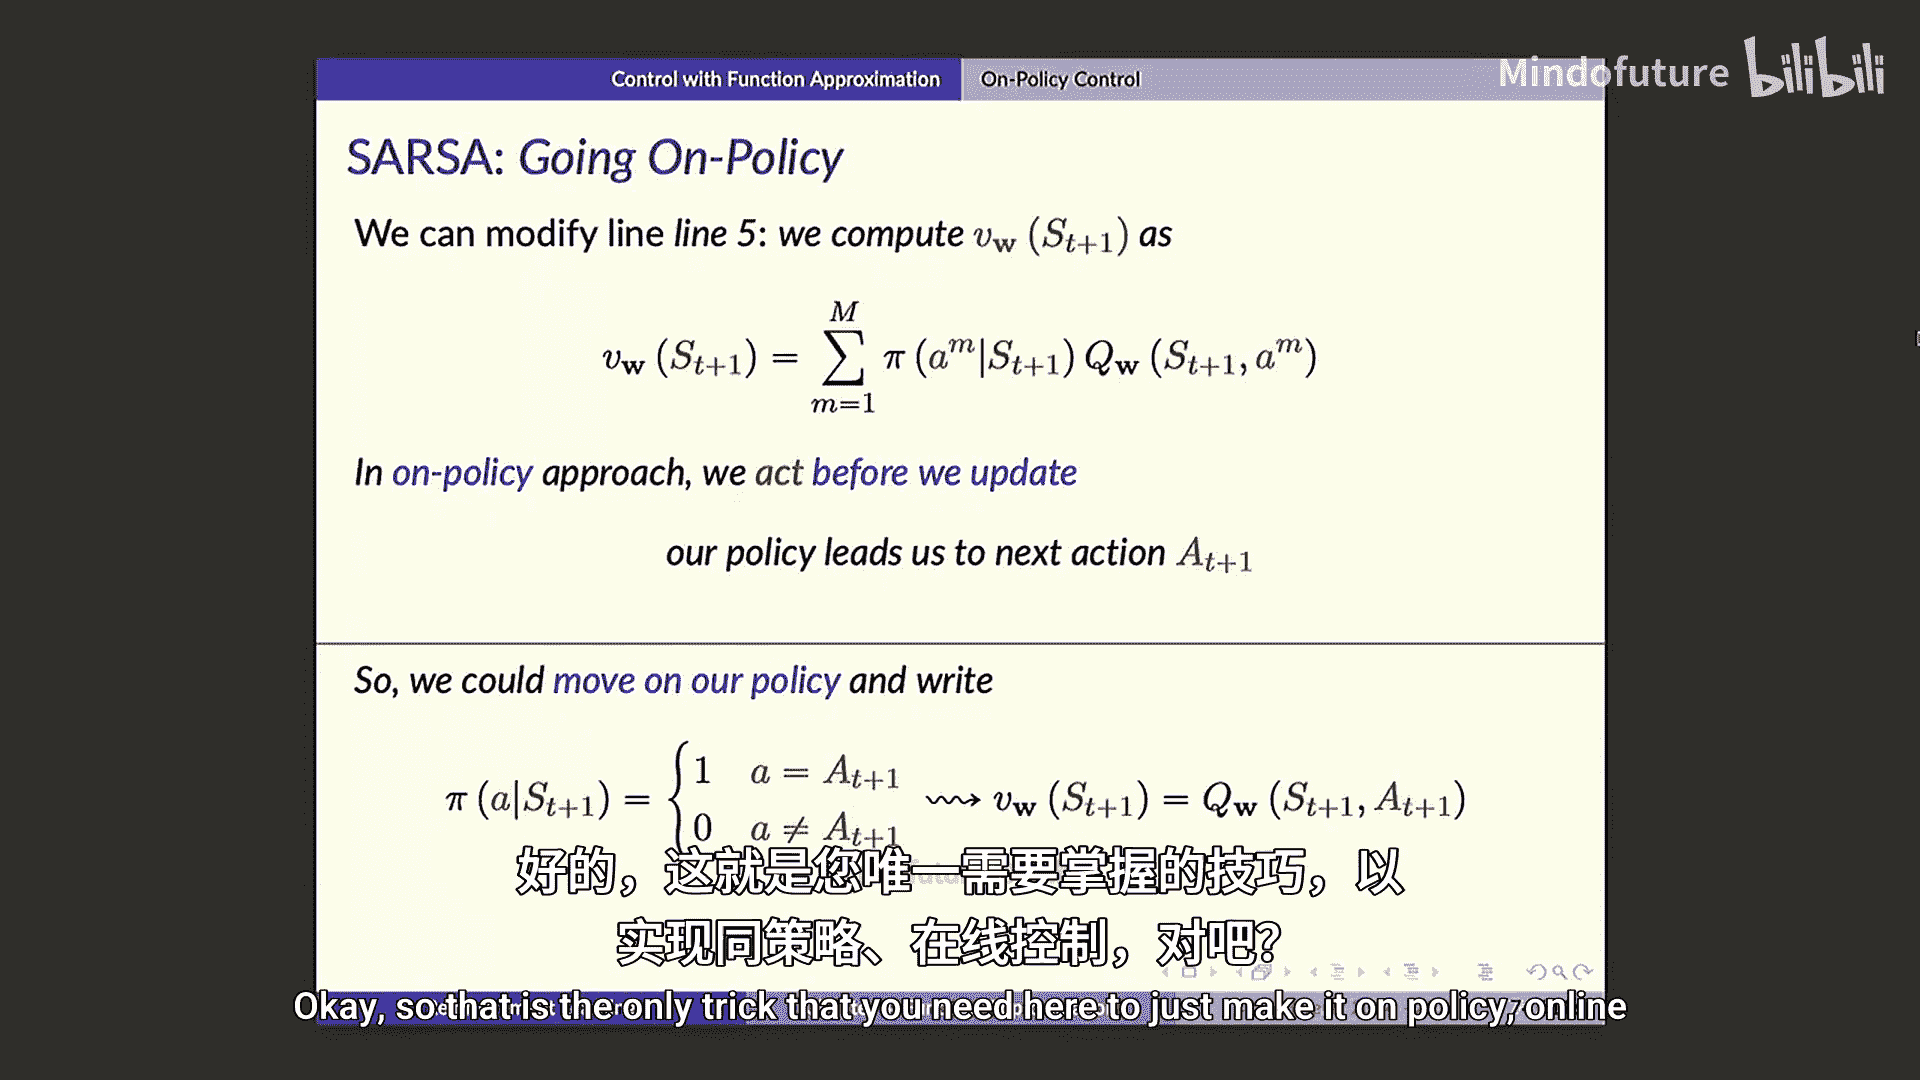 Control with Function Approximation On-Policy Control
Mindofuture bilibili
SARSA: Going On-Policy
We can modify line line 5: we compute v_w (S_{t+1}) as
v_w (S_{t+1}) = \sum_{m=1}^{M} π (a^m|S_{t+1}) Q_w (S_{t+1}, a^m)
In on-policy approach, we act before we update
our policy leads us to next action A_{t+1}
So, we could move on our policy and write
π (a|S_{t+1}) = { 1 a = A_{t+1} ⇝ v_w (S_{t+1}) = Q_w (S_{t+1}, A_{t+1})
0 a ≠ A_{t+1}
好的，这就是您唯一需要掌握的技巧，以
实现同策略、在线控制，对吧？
Okay, so that is the only trick that you need here to just make it on policy, online